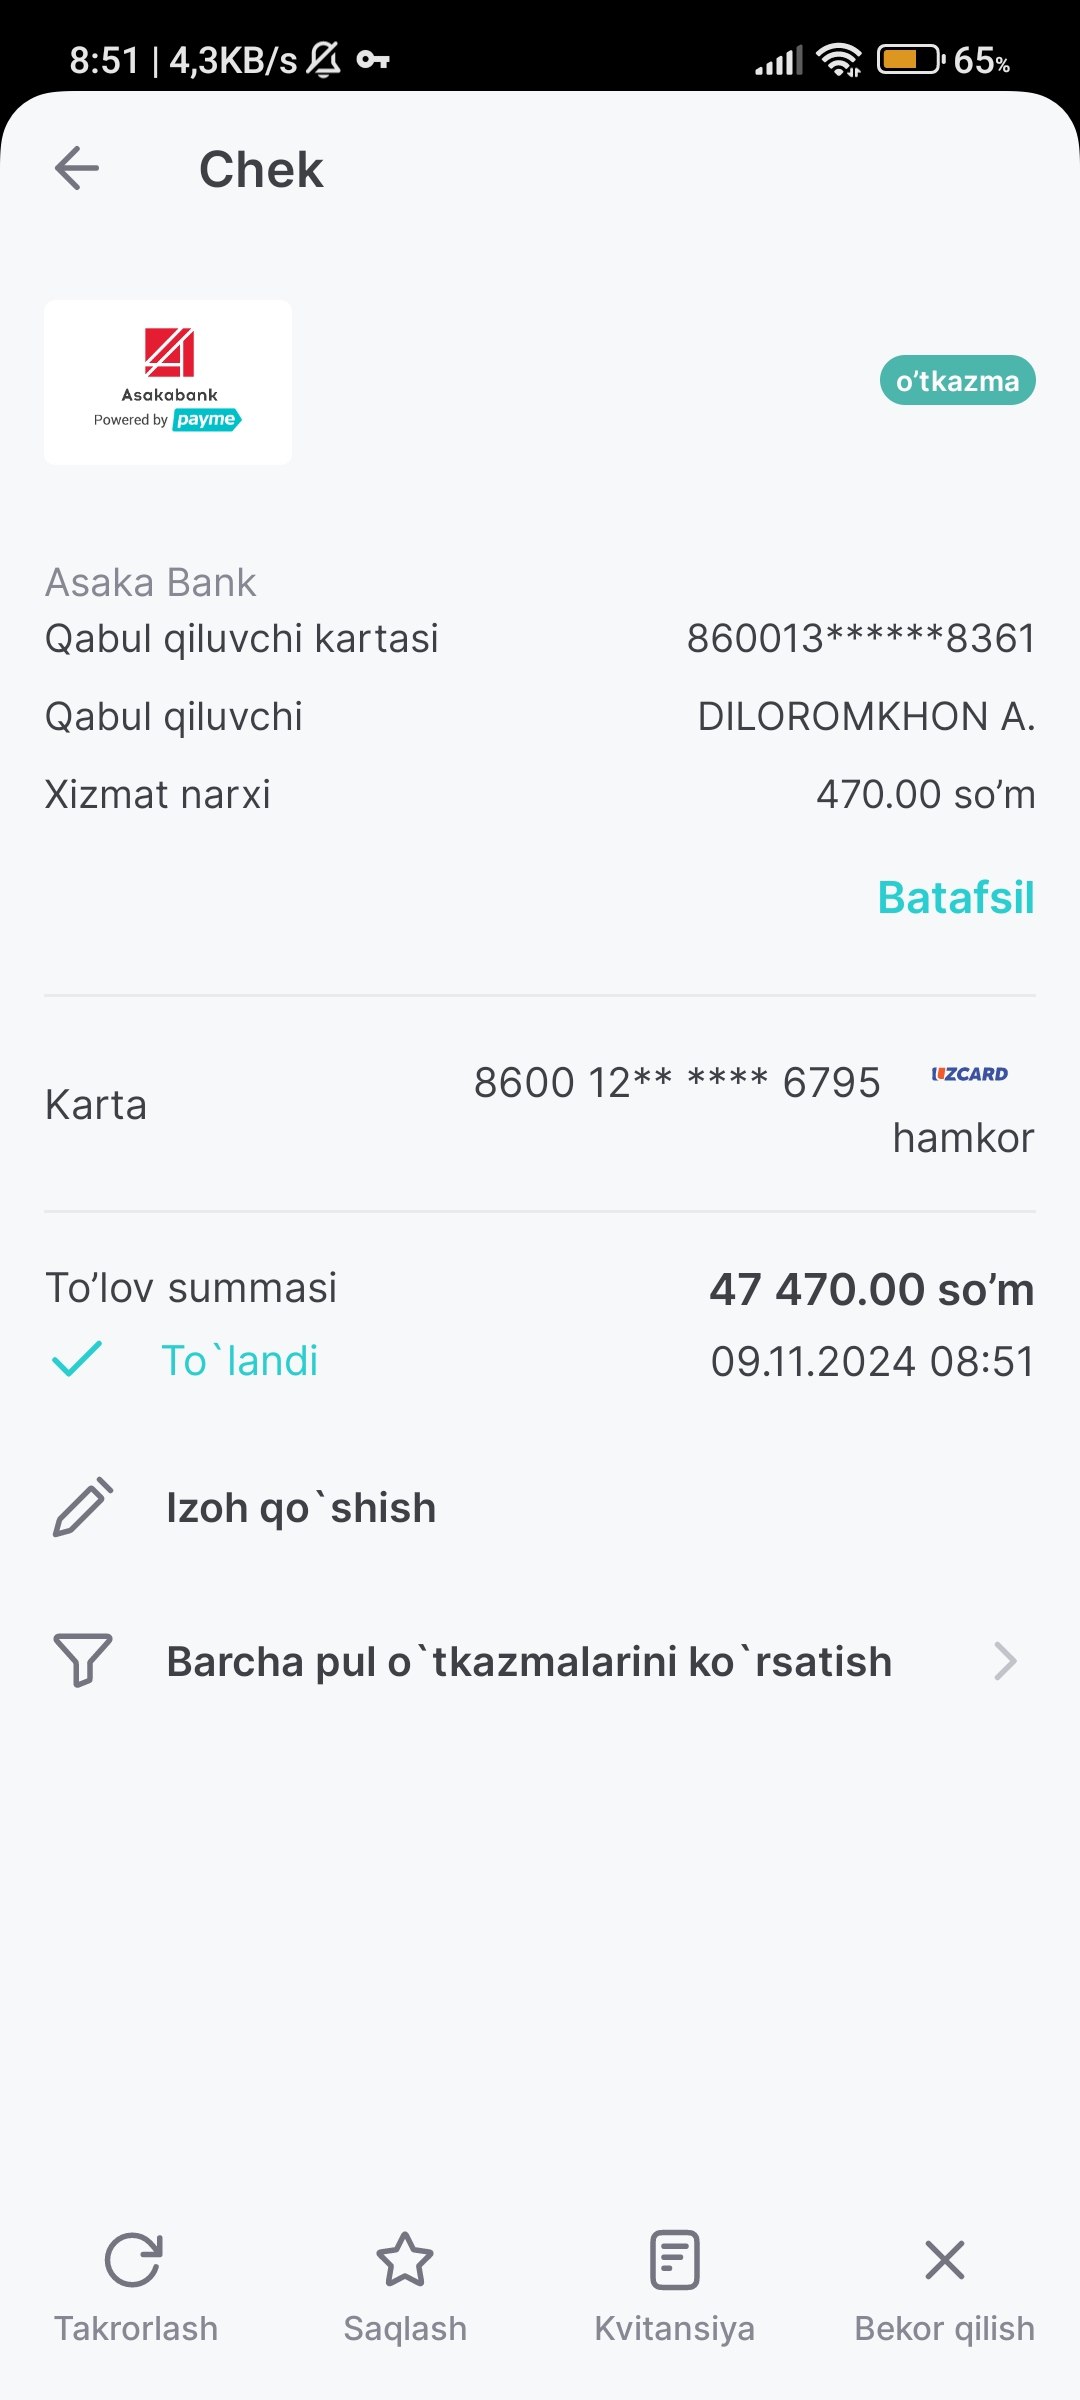 8:51 | 4,3KB/s 65%
Chek
Asakabank
Powered by payme
o’tkazma
Asaka Bank
Qabul qiluvchi kartasi 860013******8361
Qabul qiluvchi DILOROMKHON A.
Xizmat narxi 470.00 so’m
Batafsil
Karta 8600 12** **** 6795 UZCARD
hamkor
To’lov summasi 47 470.00 so’m
To`landi 09.11.2024 08:51
Izoh qo`shish
Barcha pul o`tkazmalarini ko`rsatish
Takrorlash Saqlash Kvitansiya Bekor qilish